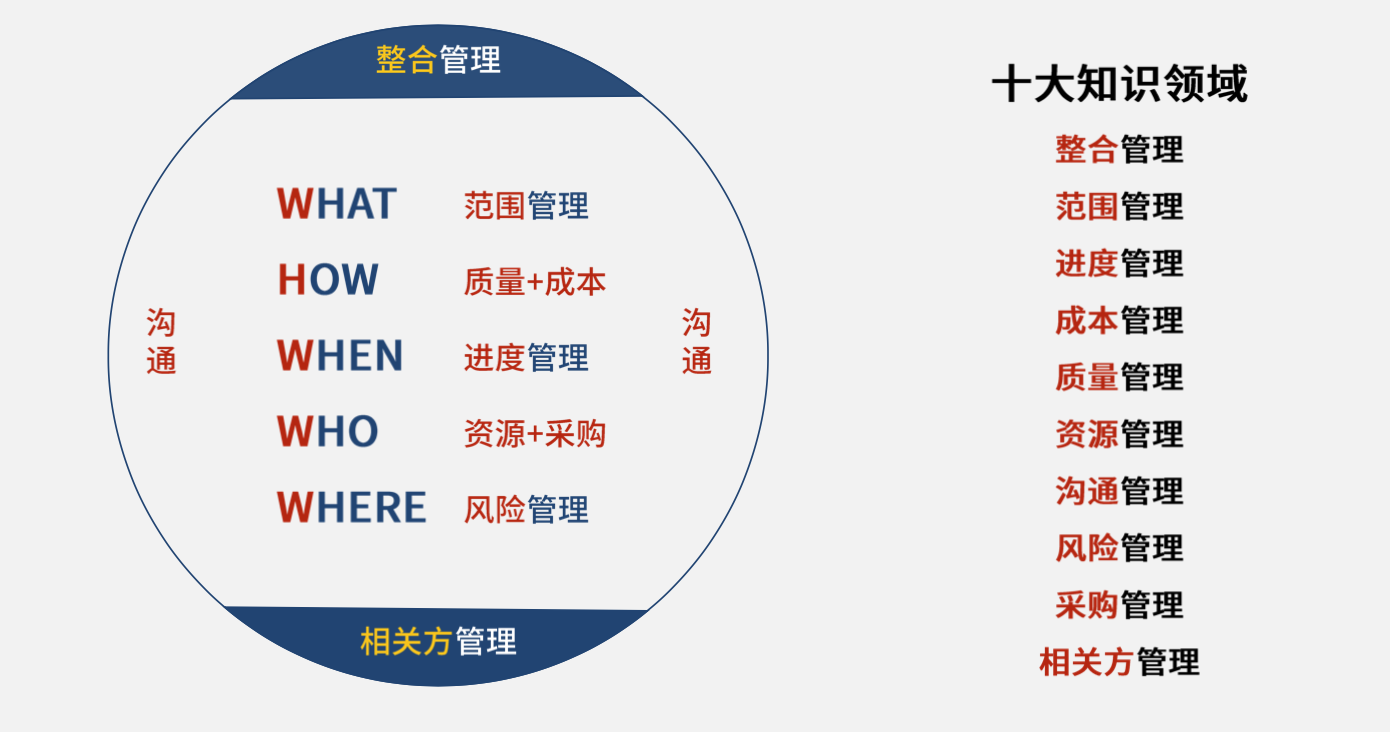 整合管理
WHAT 范围管理
HOW 质量+成本
沟通
沟通
WHEN 进度管理
WHO 资源+采购
WHERE 风险管理
相关方管理
十大知识领域
整合管理
范围管理
进度管理
成本管理
质量管理
资源管理
沟通管理
风险管理
采购管理
相关方管理